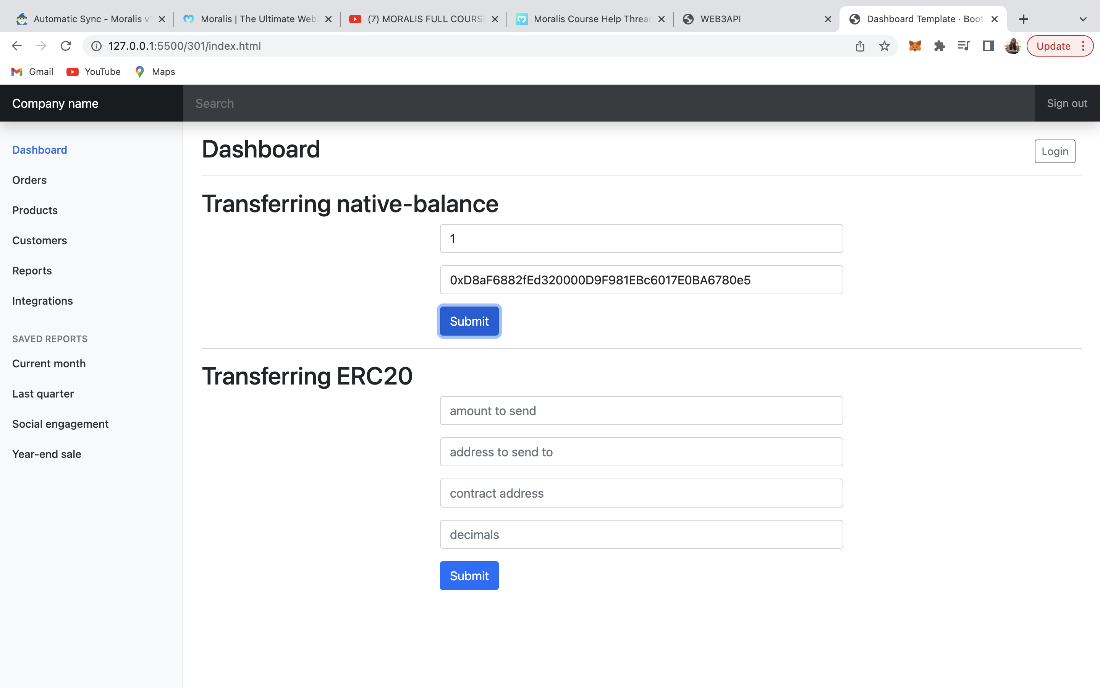 Automatic Sync - Moralis v
Moralis | The Ultimate Web
(7) MORALIS FULL COURS
Moralis Course Help Threa
WEB3API
Dashboard Template · Boot
127.0.0.1:5500/301/index.html
Update
Gmail
YouTube
Maps
Company name
Search
Sign out
Dashboard
Orders
Products
Customers
Reports
Integrations
SAVED REPORTS
Current month
Last quarter
Social engagement
Year-end sale
Dashboard
Login
Transferring native-balance
1
0xD8aF6882fEd320000D9F981EBc6017E0BA6780e5
Submit
Transferring ERC20
amount to send
address to send to
contract address
decimals
Submit